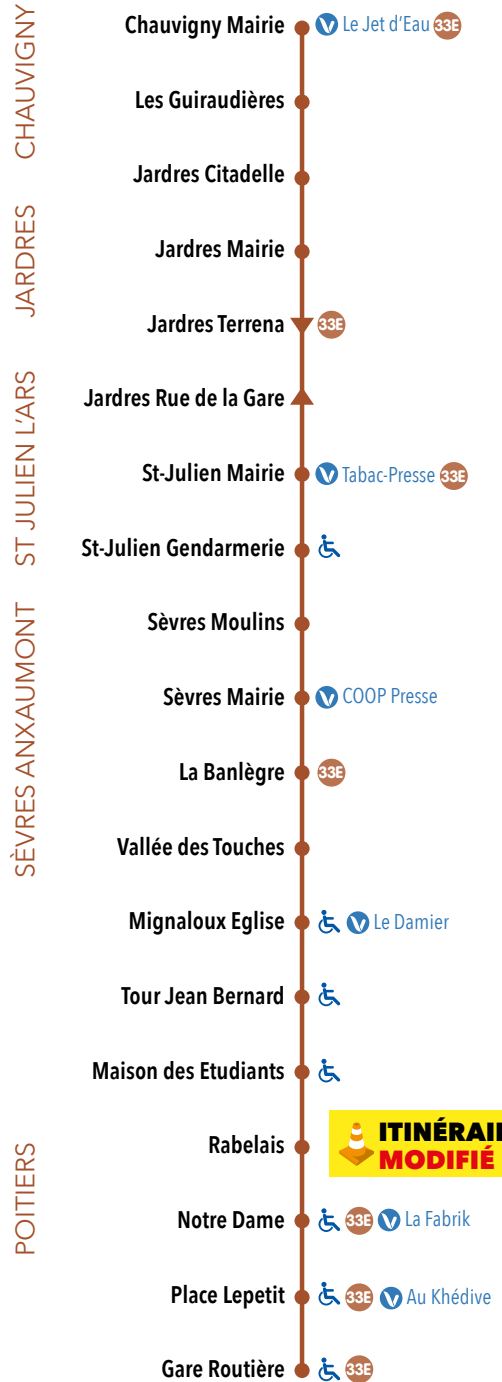 CHAUVIGNY
Chauvigny Mairie Le Jet d'Eau 33E
Les Guiraudières
Jardres Citadelle
JARDRES
Jardres Mairie
Jardres Terrena 33E
Jardres Rue de la Gare
ST JULIEN L'ARS
St-Julien Mairie Tabac-Presse 33E
St-Julien Gendarmerie
Sèvres Moulins
SÈVRES ANXAUMONT
Sèvres Mairie COOP Presse
La Banlègre 33E
Vallée des Touches
Mignaloux Eglise Le Damier
Tour Jean Bernard
Maison des Etudiants
POITIERS
Rabelais
ITINÉRAI
MODIFIÉ
Notre Dame 33E La Fabrik
Place Lepetit 33E Au Khédive
Gare Routière 33E